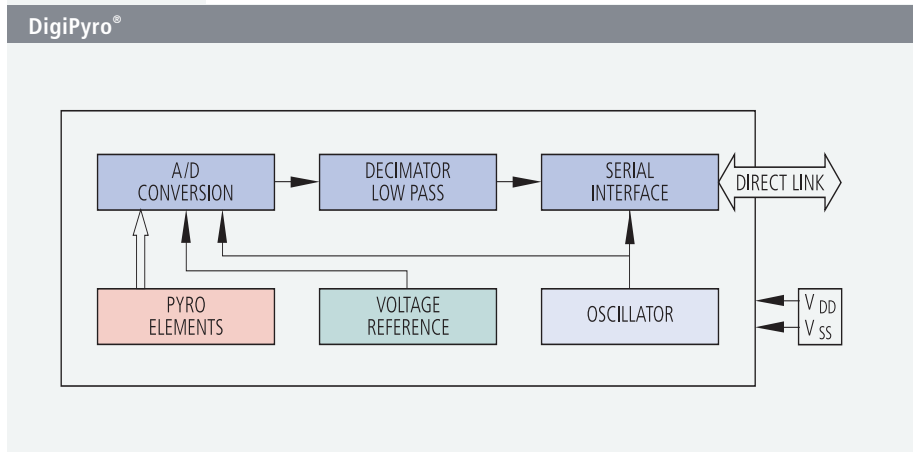 DigiPyro®
A/D
CONVERSION
DECIMATOR
LOW PASS
SERIAL
INTERFACE
DIRECT LINK
PYRO
ELEMENTS
VOLTAGE
REFERENCE
OSCILLATOR
V DD
V SS